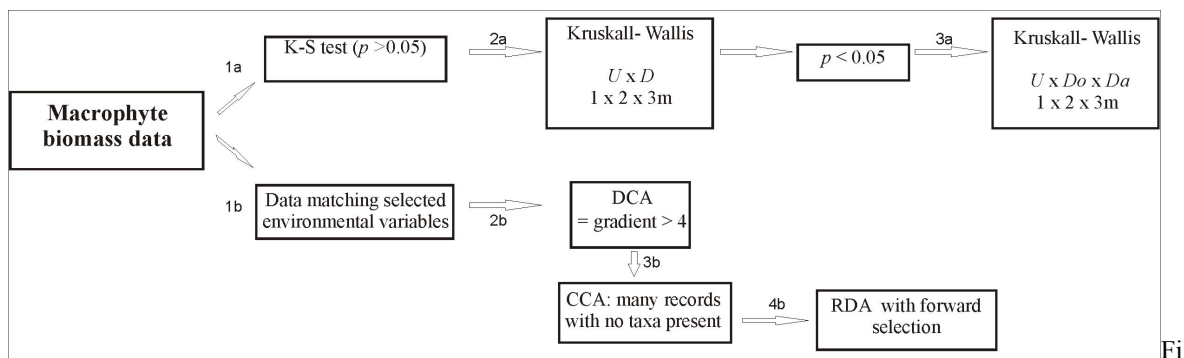 Macrophyte
biomass data
1a
K-S test (p >0.05)
2a
Kruskall- Wallis
U x D
1 x 2 x 3m
p < 0.05
3a
Kruskall- Wallis
U x Do x Da
1 x 2 x 3m
1b
Data matching selected
environmental variables
2b
DCA
= gradient > 4
3b
CCA: many records
with no taxa present
4b
RDA with forward
selection
Fi